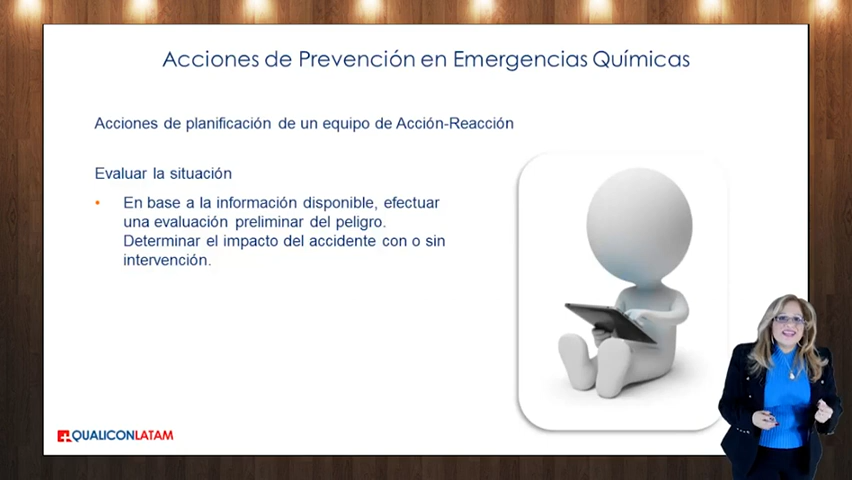 Acciones de Prevención en Emergencias Químicas
Acciones de planificación de un equipo de Acción-Reacción
Evaluar la situación
• En base a la información disponible, efectuar
una evaluación preliminar del peligro.
Determinar el impacto del accidente con o sin
intervención.
QUALICONLATAM